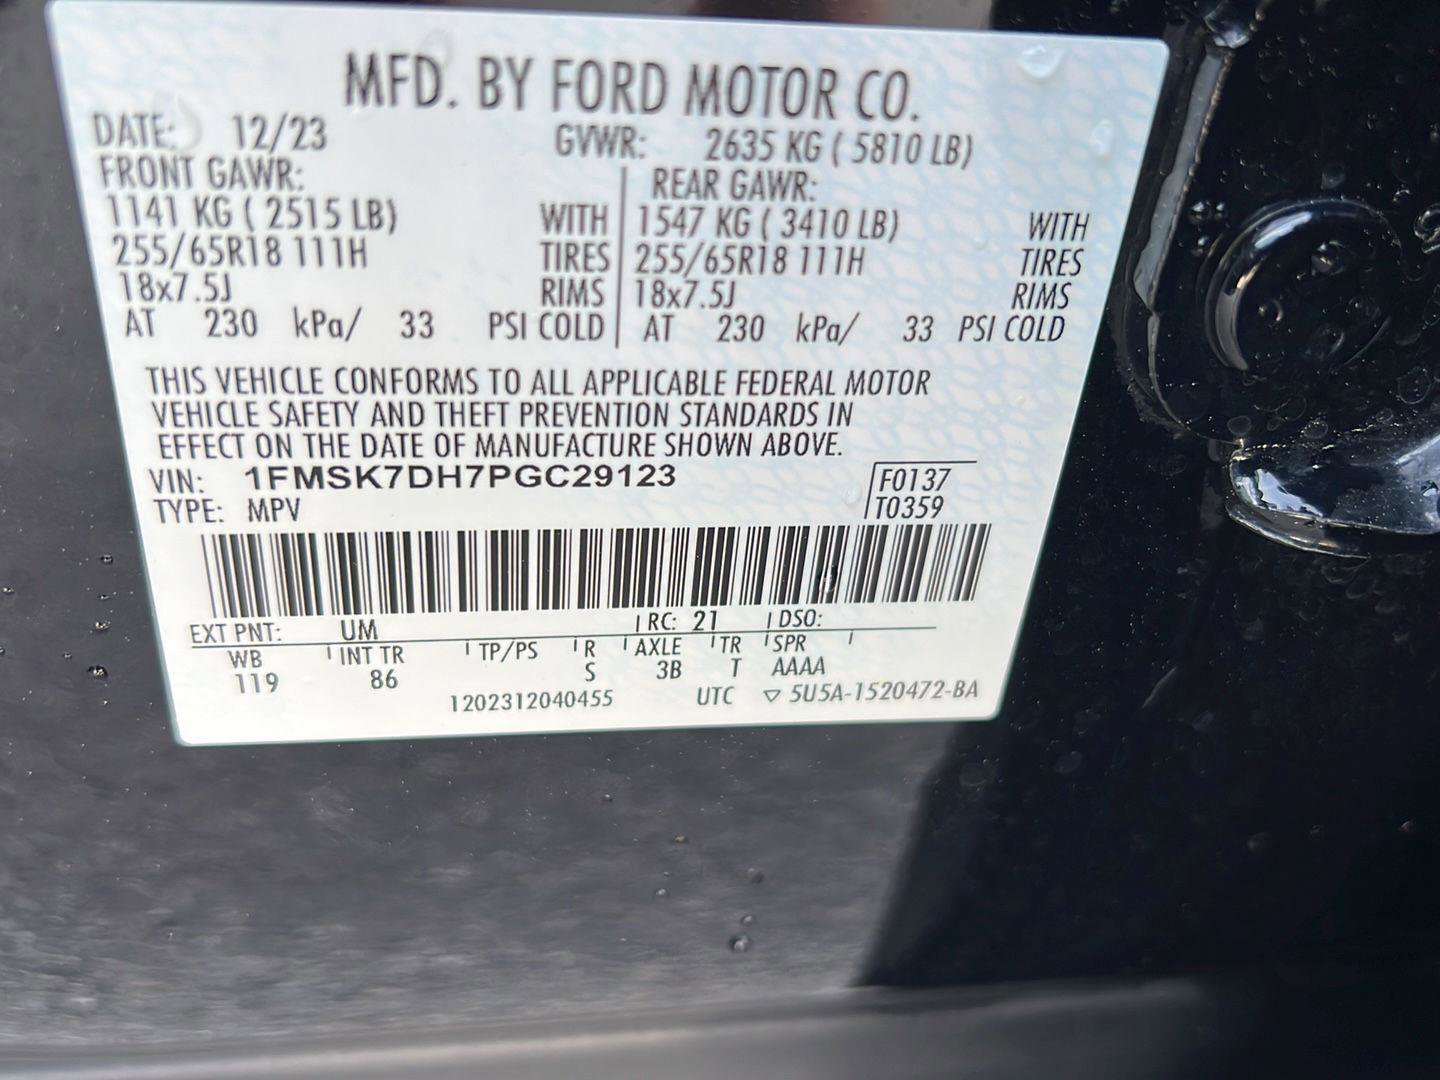 MFD. BY FORD MOTOR CO.
DATE: 12/23 GVWR: 2635 KG ( 5810 LB)
FRONT GAWR: REAR GAWR:
1141 KG ( 2515 LB) WITH 1547 KG ( 3410 LB) WITH
255/65R18 111H TIRES 255/65R18 111H TIRES
18x7.5J RIMS 18x7.5J RIMS
AT 230 kPa/ 33 PSI COLD AT 230 kPa/ 33 PSI COLD
THIS VEHICLE CONFORMS TO ALL APPLICABLE FEDERAL MOTOR
VEHICLE SAFETY AND THEFT PREVENTION STANDARDS IN
EFFECT ON THE DATE OF MANUFACTURE SHOWN ABOVE.
VIN: 1FMSK7DH7PGC29123 F0137
TYPE: MPV T0359
EXT PNT: UM RC: 21 DSO:
WB INT TR TP/PS R AXLE TR SPR
119 86 S 3B T AAAA
1202312040455 UTC ▽ 5U5A-1520472-BA